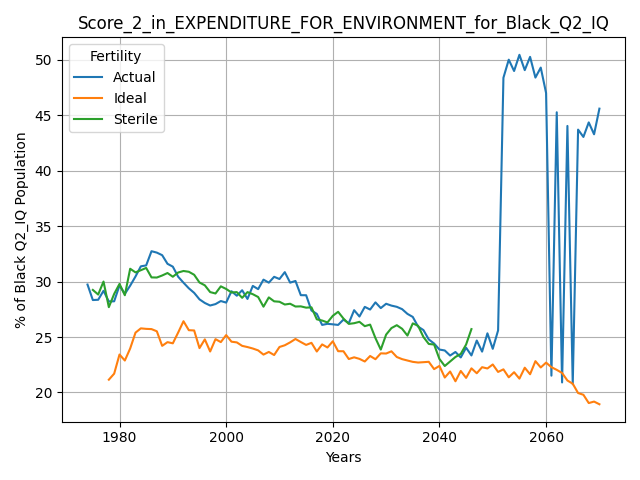 Score_2_in_EXPENDITURE_FOR_ENVIRONMENT_for_Black_Q2_IQ
Fertility
Actual
Ideal
Sterile
% of Black Q2_IQ Population
50
45
40
35
30
25
20
1980
2000
2020
2040
2060
Years